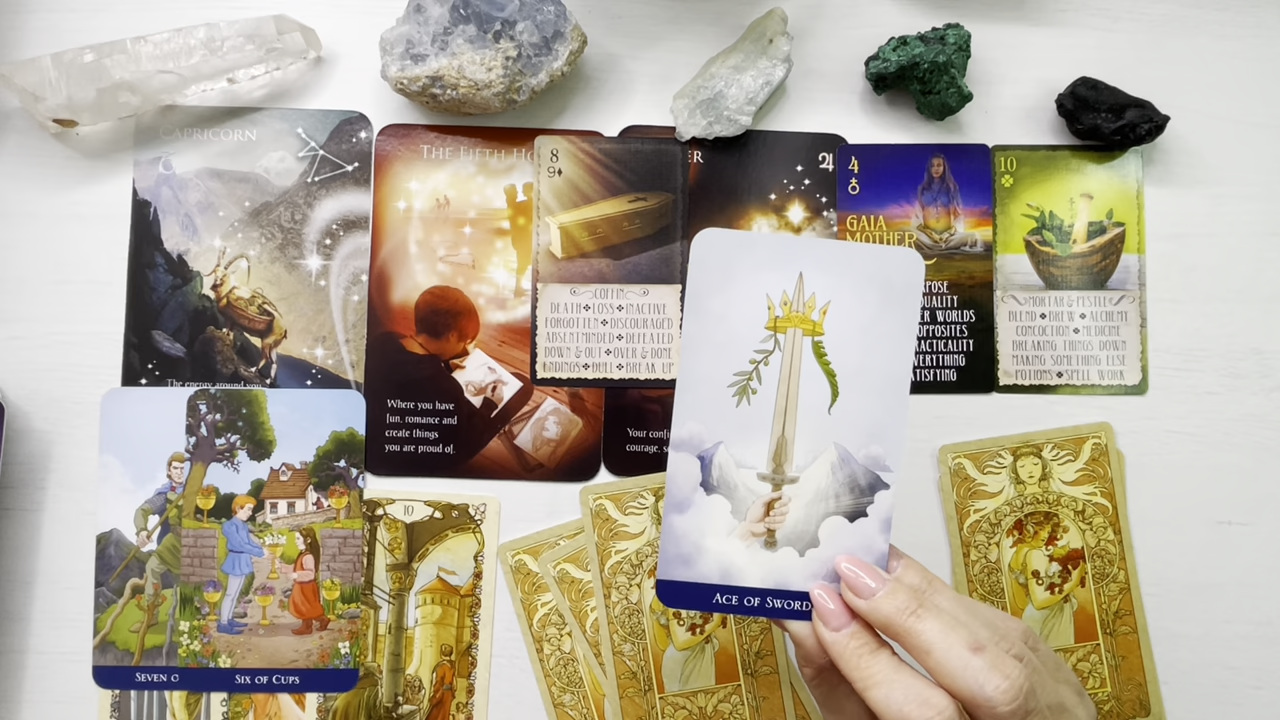 CAPRICORN
The energy around you
THE FIFTH
Where you have
fun, romance and
create things
you are proud of.
8
9♦
COFFIN
DEATH❖LOSS❖INACTIVE
FORGOTTEN❖DISCOURAGED
ABSENTMINDED❖DEFEATED
DOWN & OUT❖OVER & DONE
ENDINGS❖DULL❖BREAK UP
ER
♃
Your confi
courage, s
4
♁
GAIA
MOTHER
RPOSE
UALITY
ER WORLDS
OPPOSITES
RACTICALITY
VERYTHING
TISFYING
10
MORTAR & PESTLE
BLEND❖BREW❖ALCHEMY
CONCOCTION❖MEDICINE
BREAKING THINGS DOWN
MAKING SOMETHING ELSE
POTIONS❖SPELL WORK
ACE OF SWORD
SEVEN
SIX OF CUPS
10